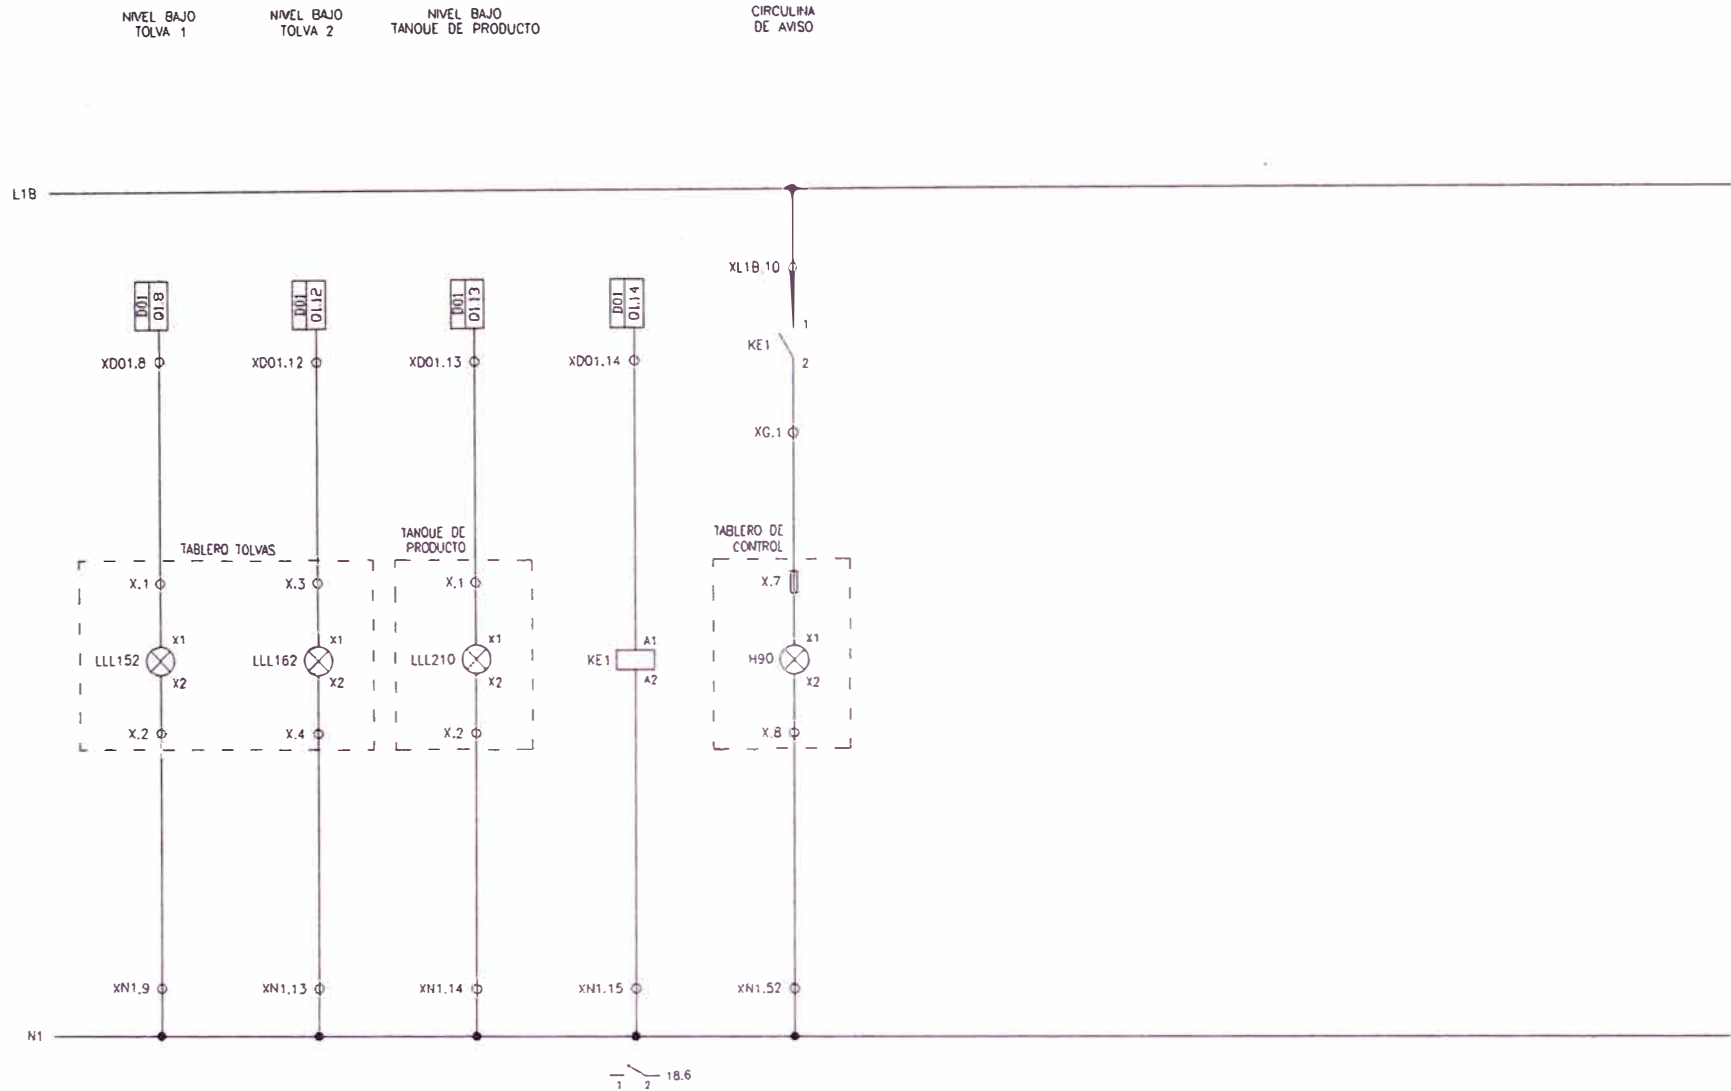 NIVEL BAJO
TOLVA 1
NIVEL BAJO
TOLVA 2
NIVEL BAJO
TANQUE DE PRODUCTO
CIRCULINA
DE AVISO
L1B
XL1B.10
DO1
O1.8
DO1
O1.12
DO1
O1.13
DO1
O1.14
1
KE1
2
XDO1.8
XDO1.12
XDO1.13
XDO1.14
XG.1
TABLERO TOLVAS
TANQUE DE
PRODUCTO
TABLERO DE
CONTROL
X.1
X.3
X.1
X.7
X1
X1
X1
A1
X1
LLL152
LLL162
LLL210
KE1
H90
X2
X2
X2
A2
X2
X.2
X.4
X.2
X.8
XN1.9
XN1.13
XN1.14
XN1.15
XN1.52
N1
1 2 18.6